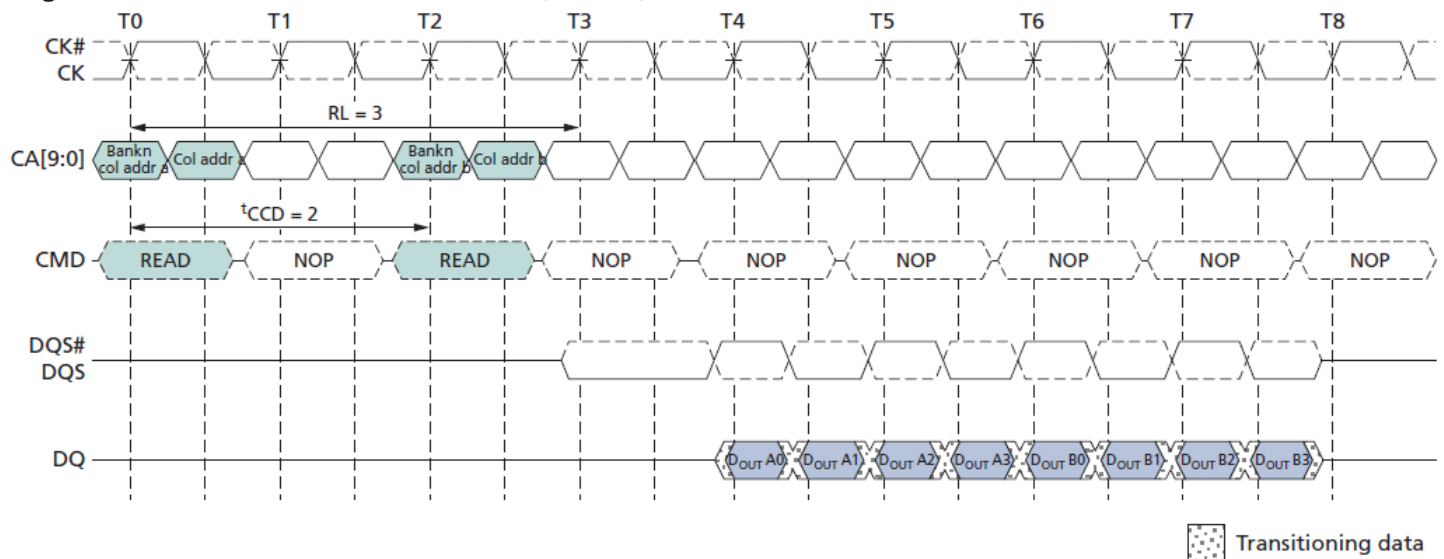 T0 T1 T2 T3 T4 T5 T6 T7 T8
CK#
CK
RL = 3
CA[9:0]
Bankn
col addr a
Col addr a
Bankn
col addr b
Col addr b
tCCD = 2
CMD
READ NOP READ NOP NOP NOP NOP NOP NOP
DQS#
DQS
DQ
DOUT A0 DOUT A1 DOUT A2 DOUT A3 DOUT B0 DOUT B1 DOUT B2 DOUT B3
Transitioning data